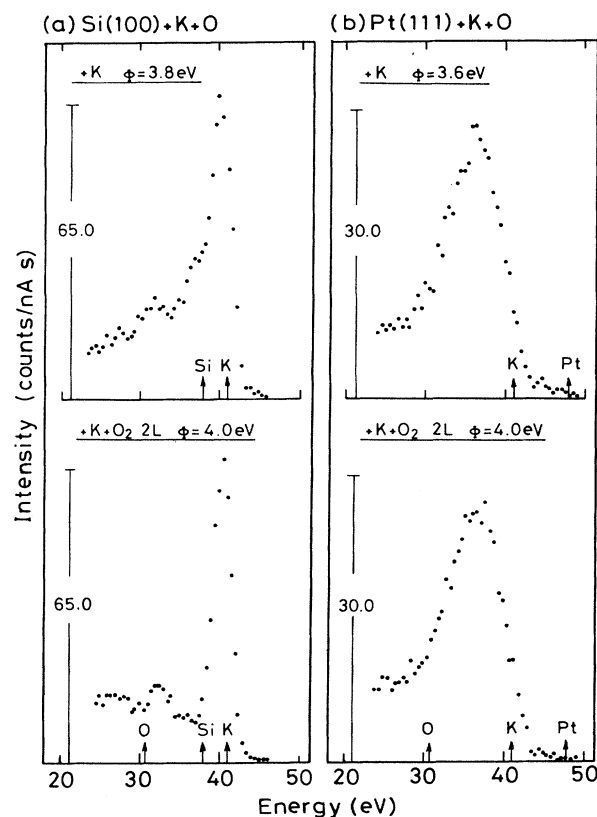 (a) Si(100)+K+O
(b) Pt(111)+K+O
+K Φ=3.8eV
+K Φ=3.6eV
65.0
30.0
Si K
K Pt
+K+O₂ 2L Φ=4.0eV
+K+O₂ 2L Φ=4.0eV
65.0
30.0
O Si K
O K Pt
20 30 40 50
20 30 40 50
Intensity (counts/nA s)
Energy (eV)